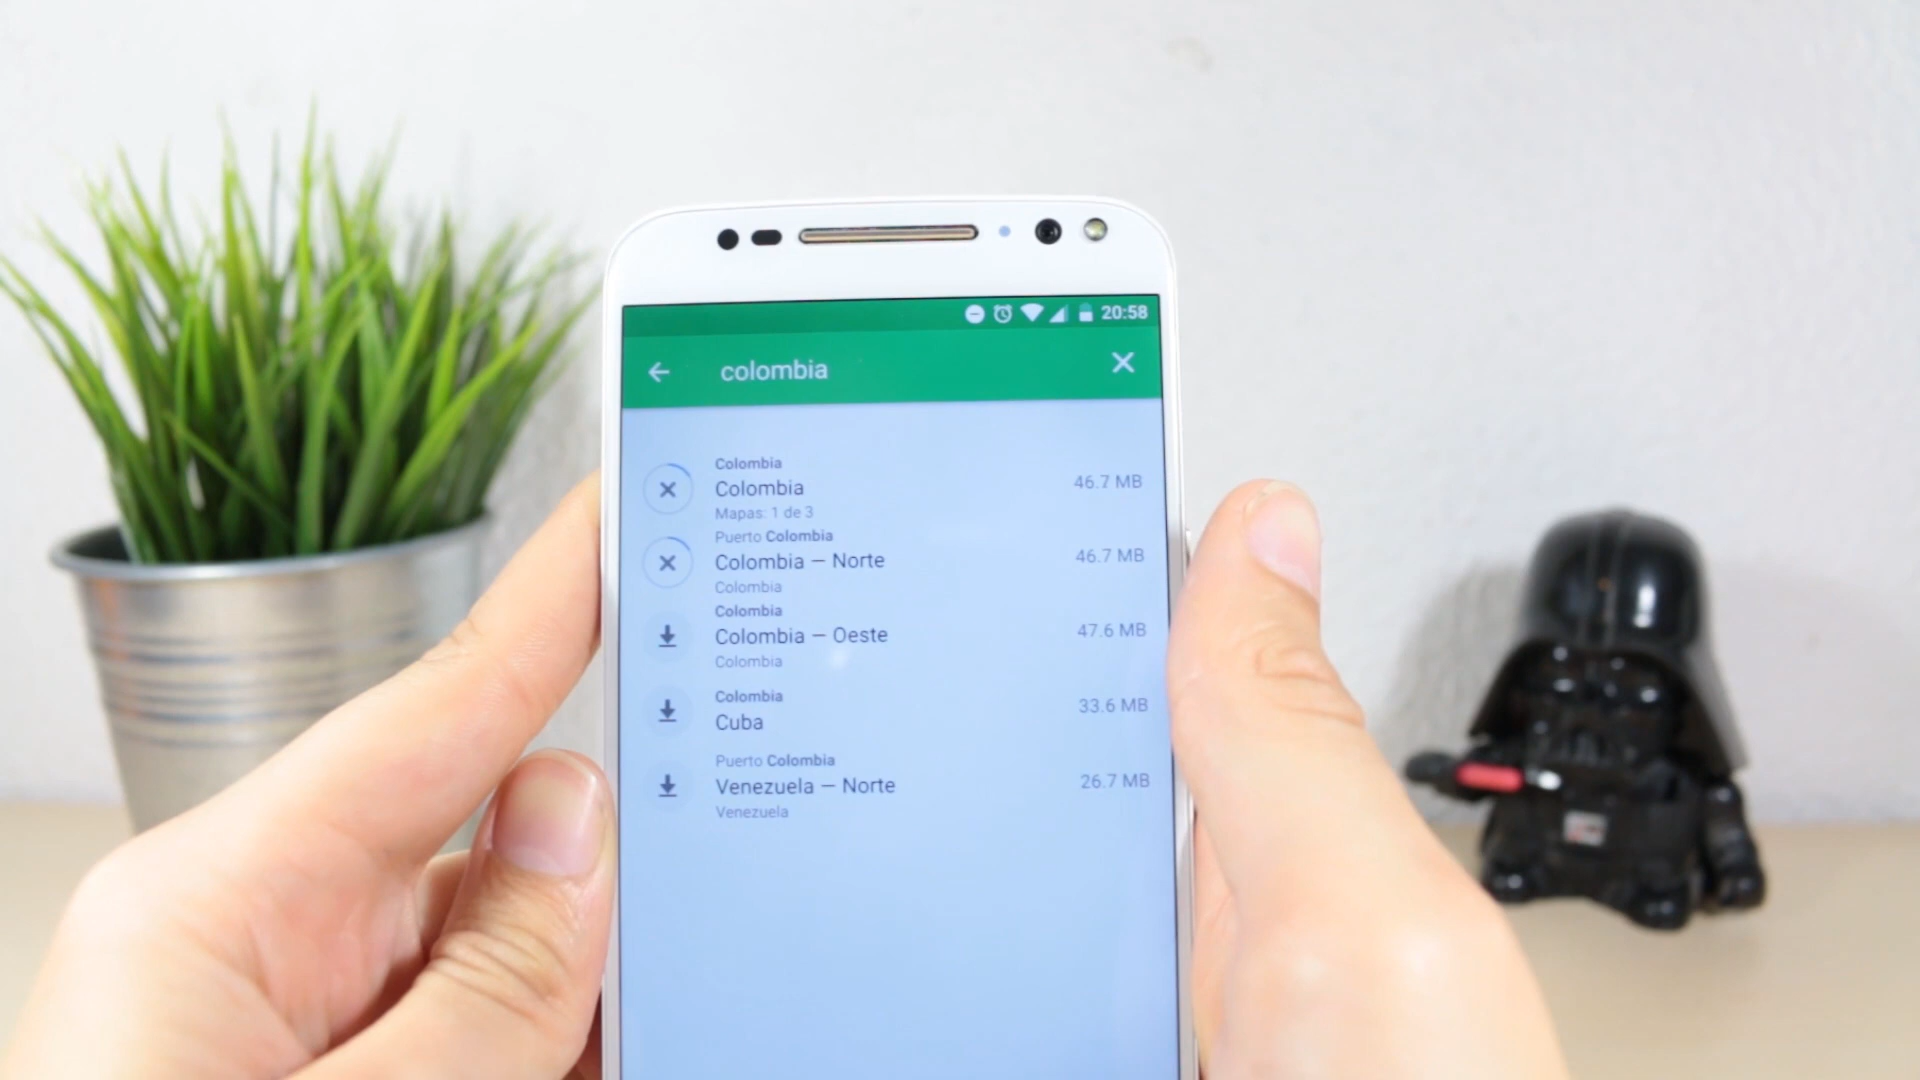 20:58
colombia
Colombia
Colombia 46.7 MB
Mapas: 1 de 3
Puerto Colombia
Colombia — Norte 46.7 MB
Colombia
Colombia
Colombia — Oeste 47.6 MB
Colombia
Colombia
Cuba 33.6 MB
Puerto Colombia
Venezuela — Norte 26.7 MB
Venezuela